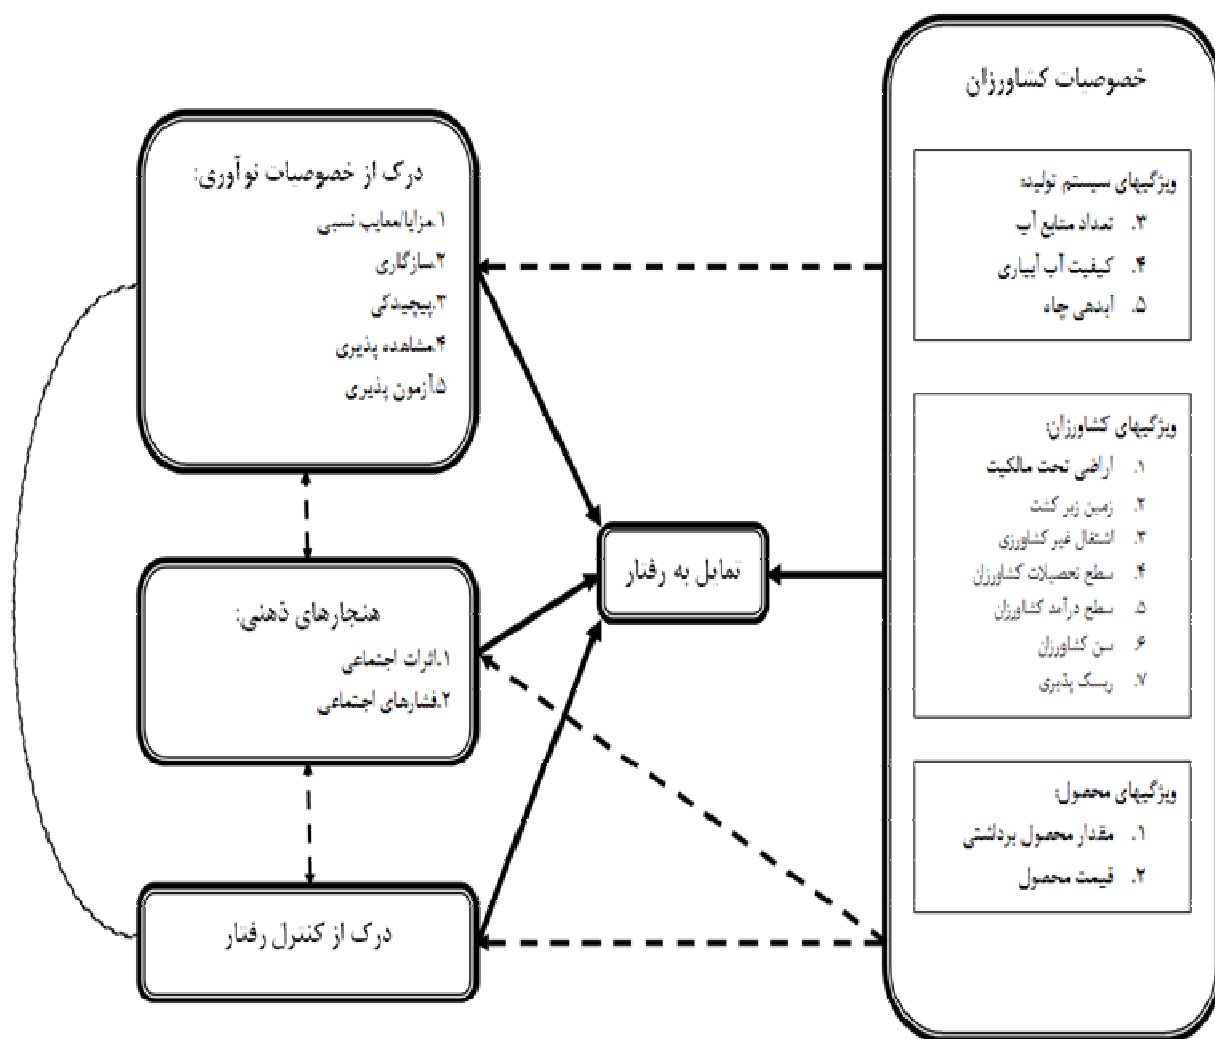 خصوصیات کشاورزان
ویژگیهای سیستم تولید:
۳. تعداد منابع آب
۴. کیفیت آب آبیاری
۵. آبدهی چاه
ویژگیهای کشاورزان:
۱. اراضی تحت مالکیت
۲. زمین زیر کشت
۳. اشتغال غیر کشاورزی
۴. سطح تحصیلات کشاورزان
۵. سطح درآمد کشاورزان
۶. سن کشاورزان
۷. ریسک پذیری
ویژگیهای محصول:
۱. مقدار محصول برداشتی
۲. قیمت محصول
تمایل به رفتار
درک از خصوصیات نوآوری:
۱.مزایا/معایب نسبی
۲.سازگاری
۳.پیچیدگی
۴.مشاهده پذیری
۵.آزمون پذیری
هنجارهای ذهنی:
۱.اثرات اجتماعی
۲.فشارهای اجتماعی
درک از کنترل رفتار